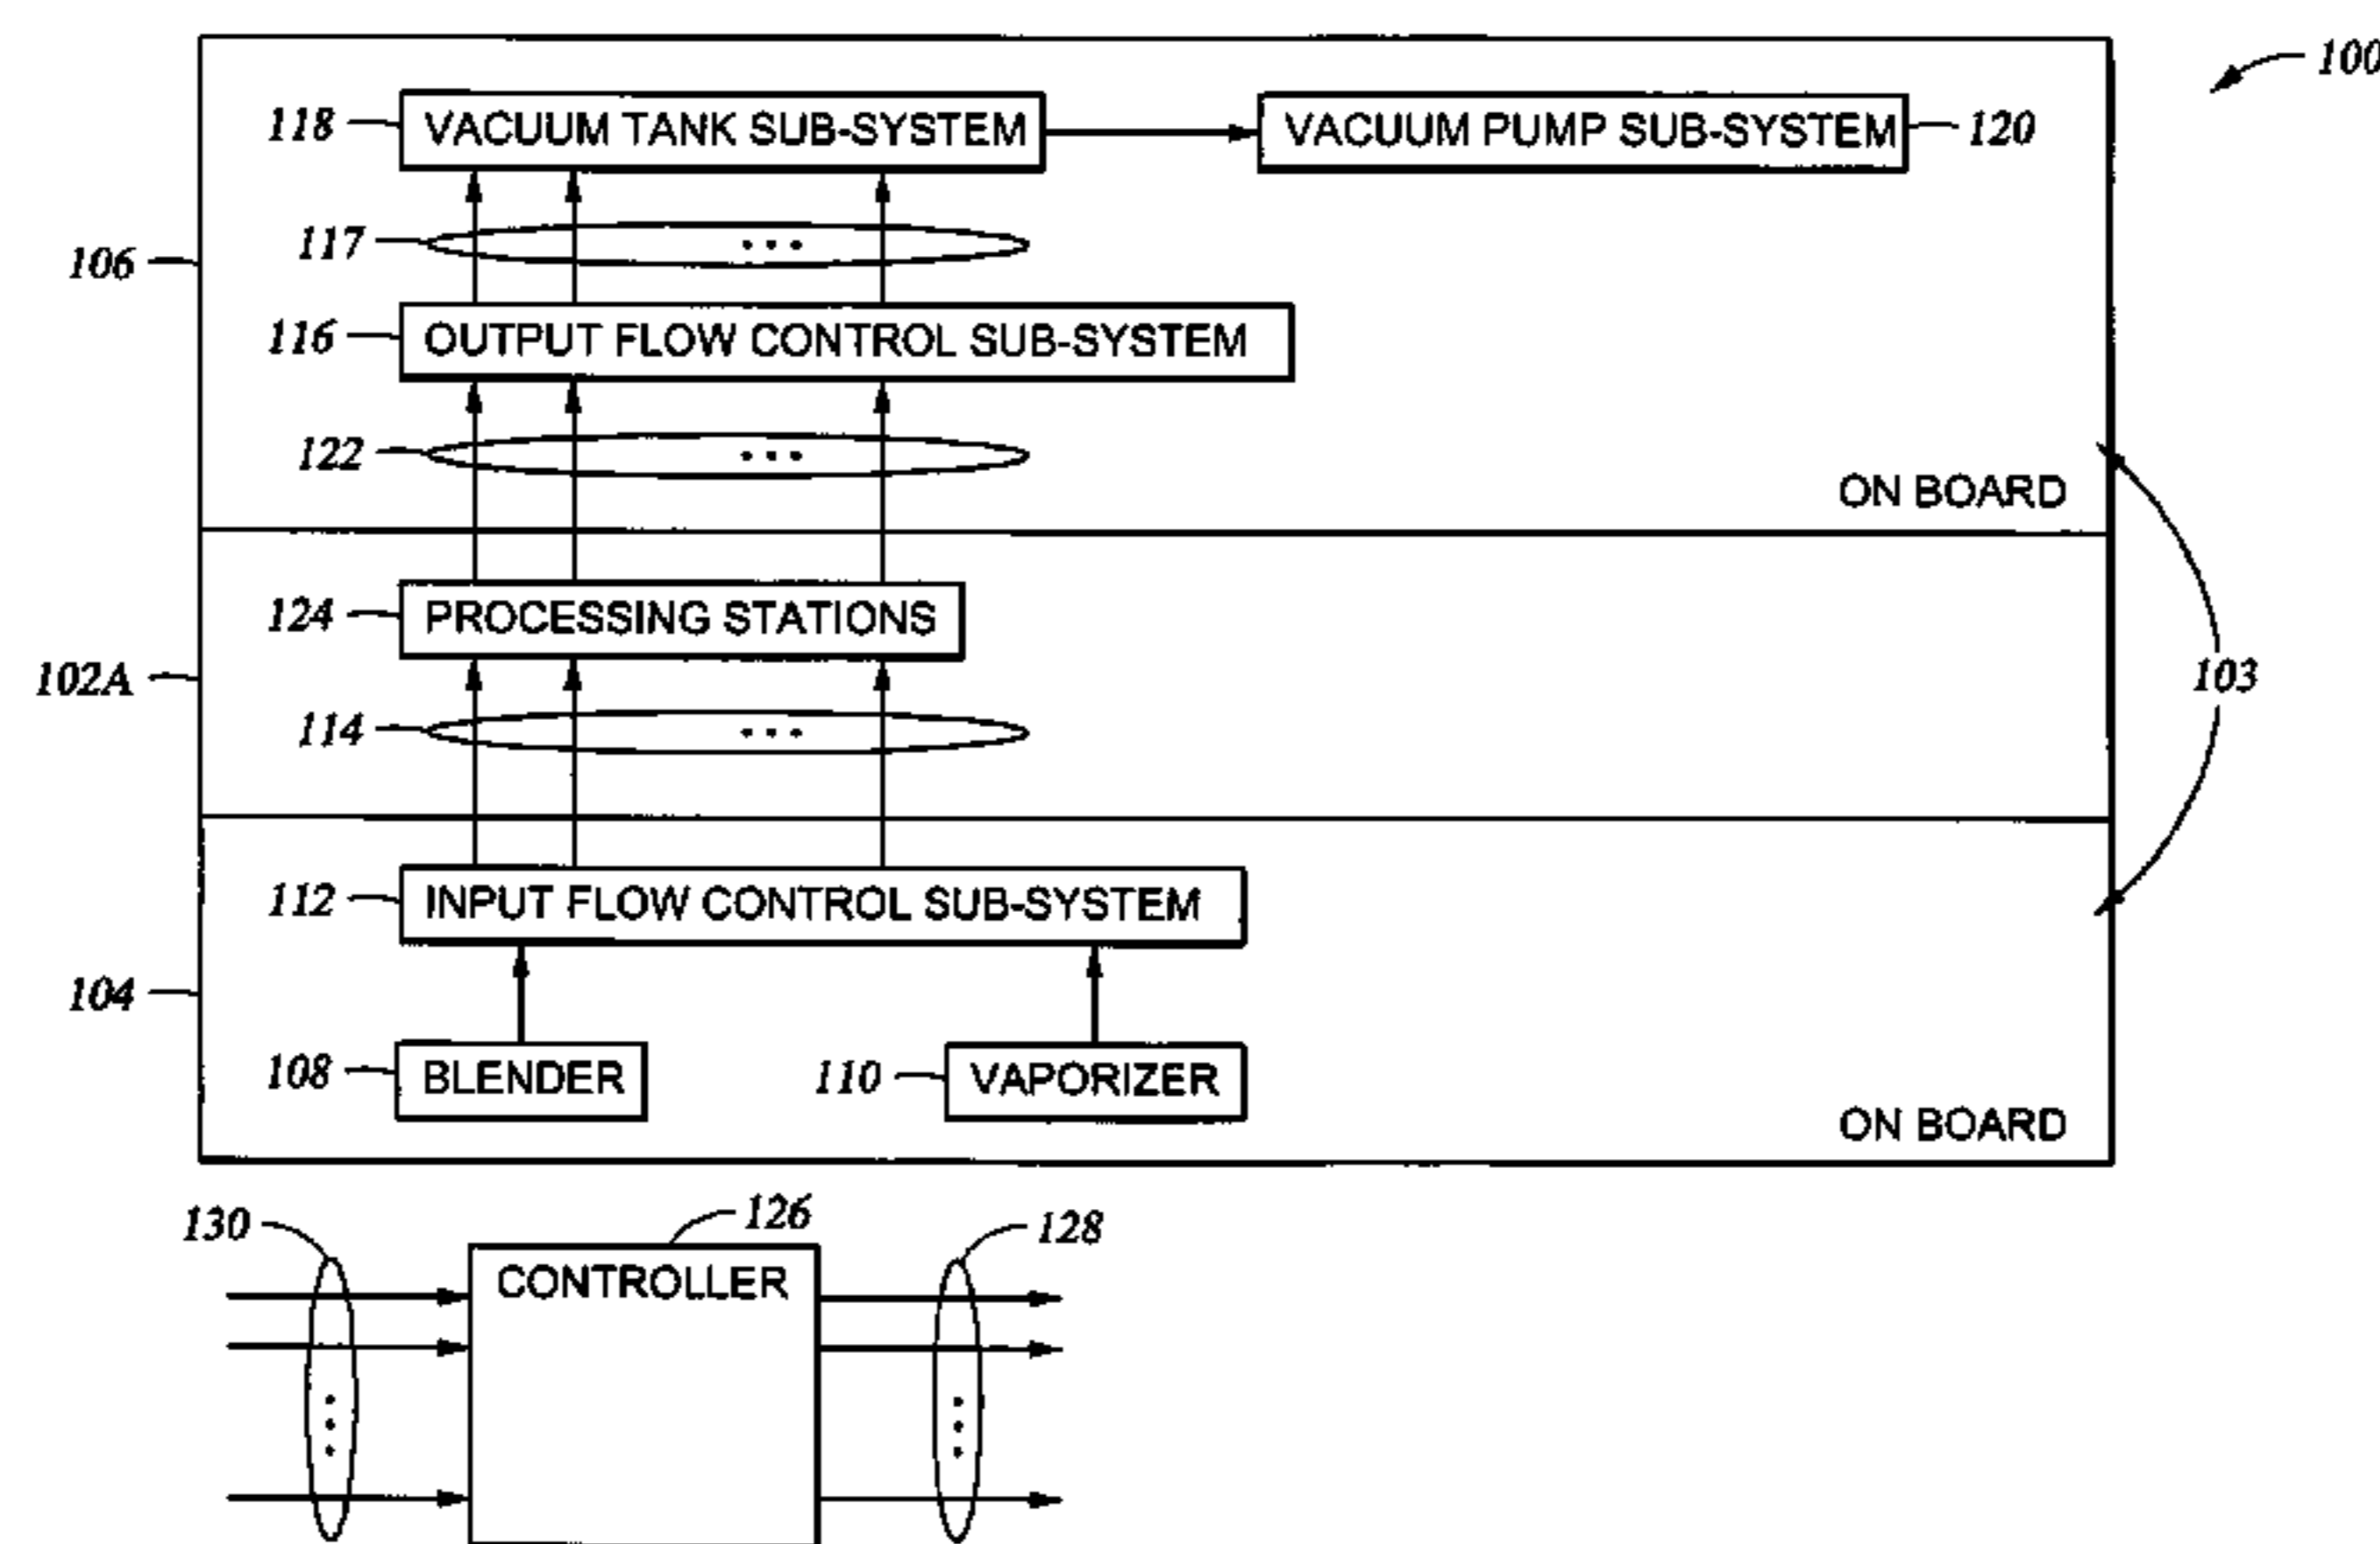 100
118 VACUUM TANK SUB-SYSTEM VACUUM PUMP SUB-SYSTEM 120
117
106
116 OUTPUT FLOW CONTROL SUB-SYSTEM
122
ON BOARD
124 PROCESSING STATIONS
102A 103
114
112 INPUT FLOW CONTROL SUB-SYSTEM
104
108 BLENDER 110 VAPORIZER
ON BOARD
130 126 128
CONTROLLER